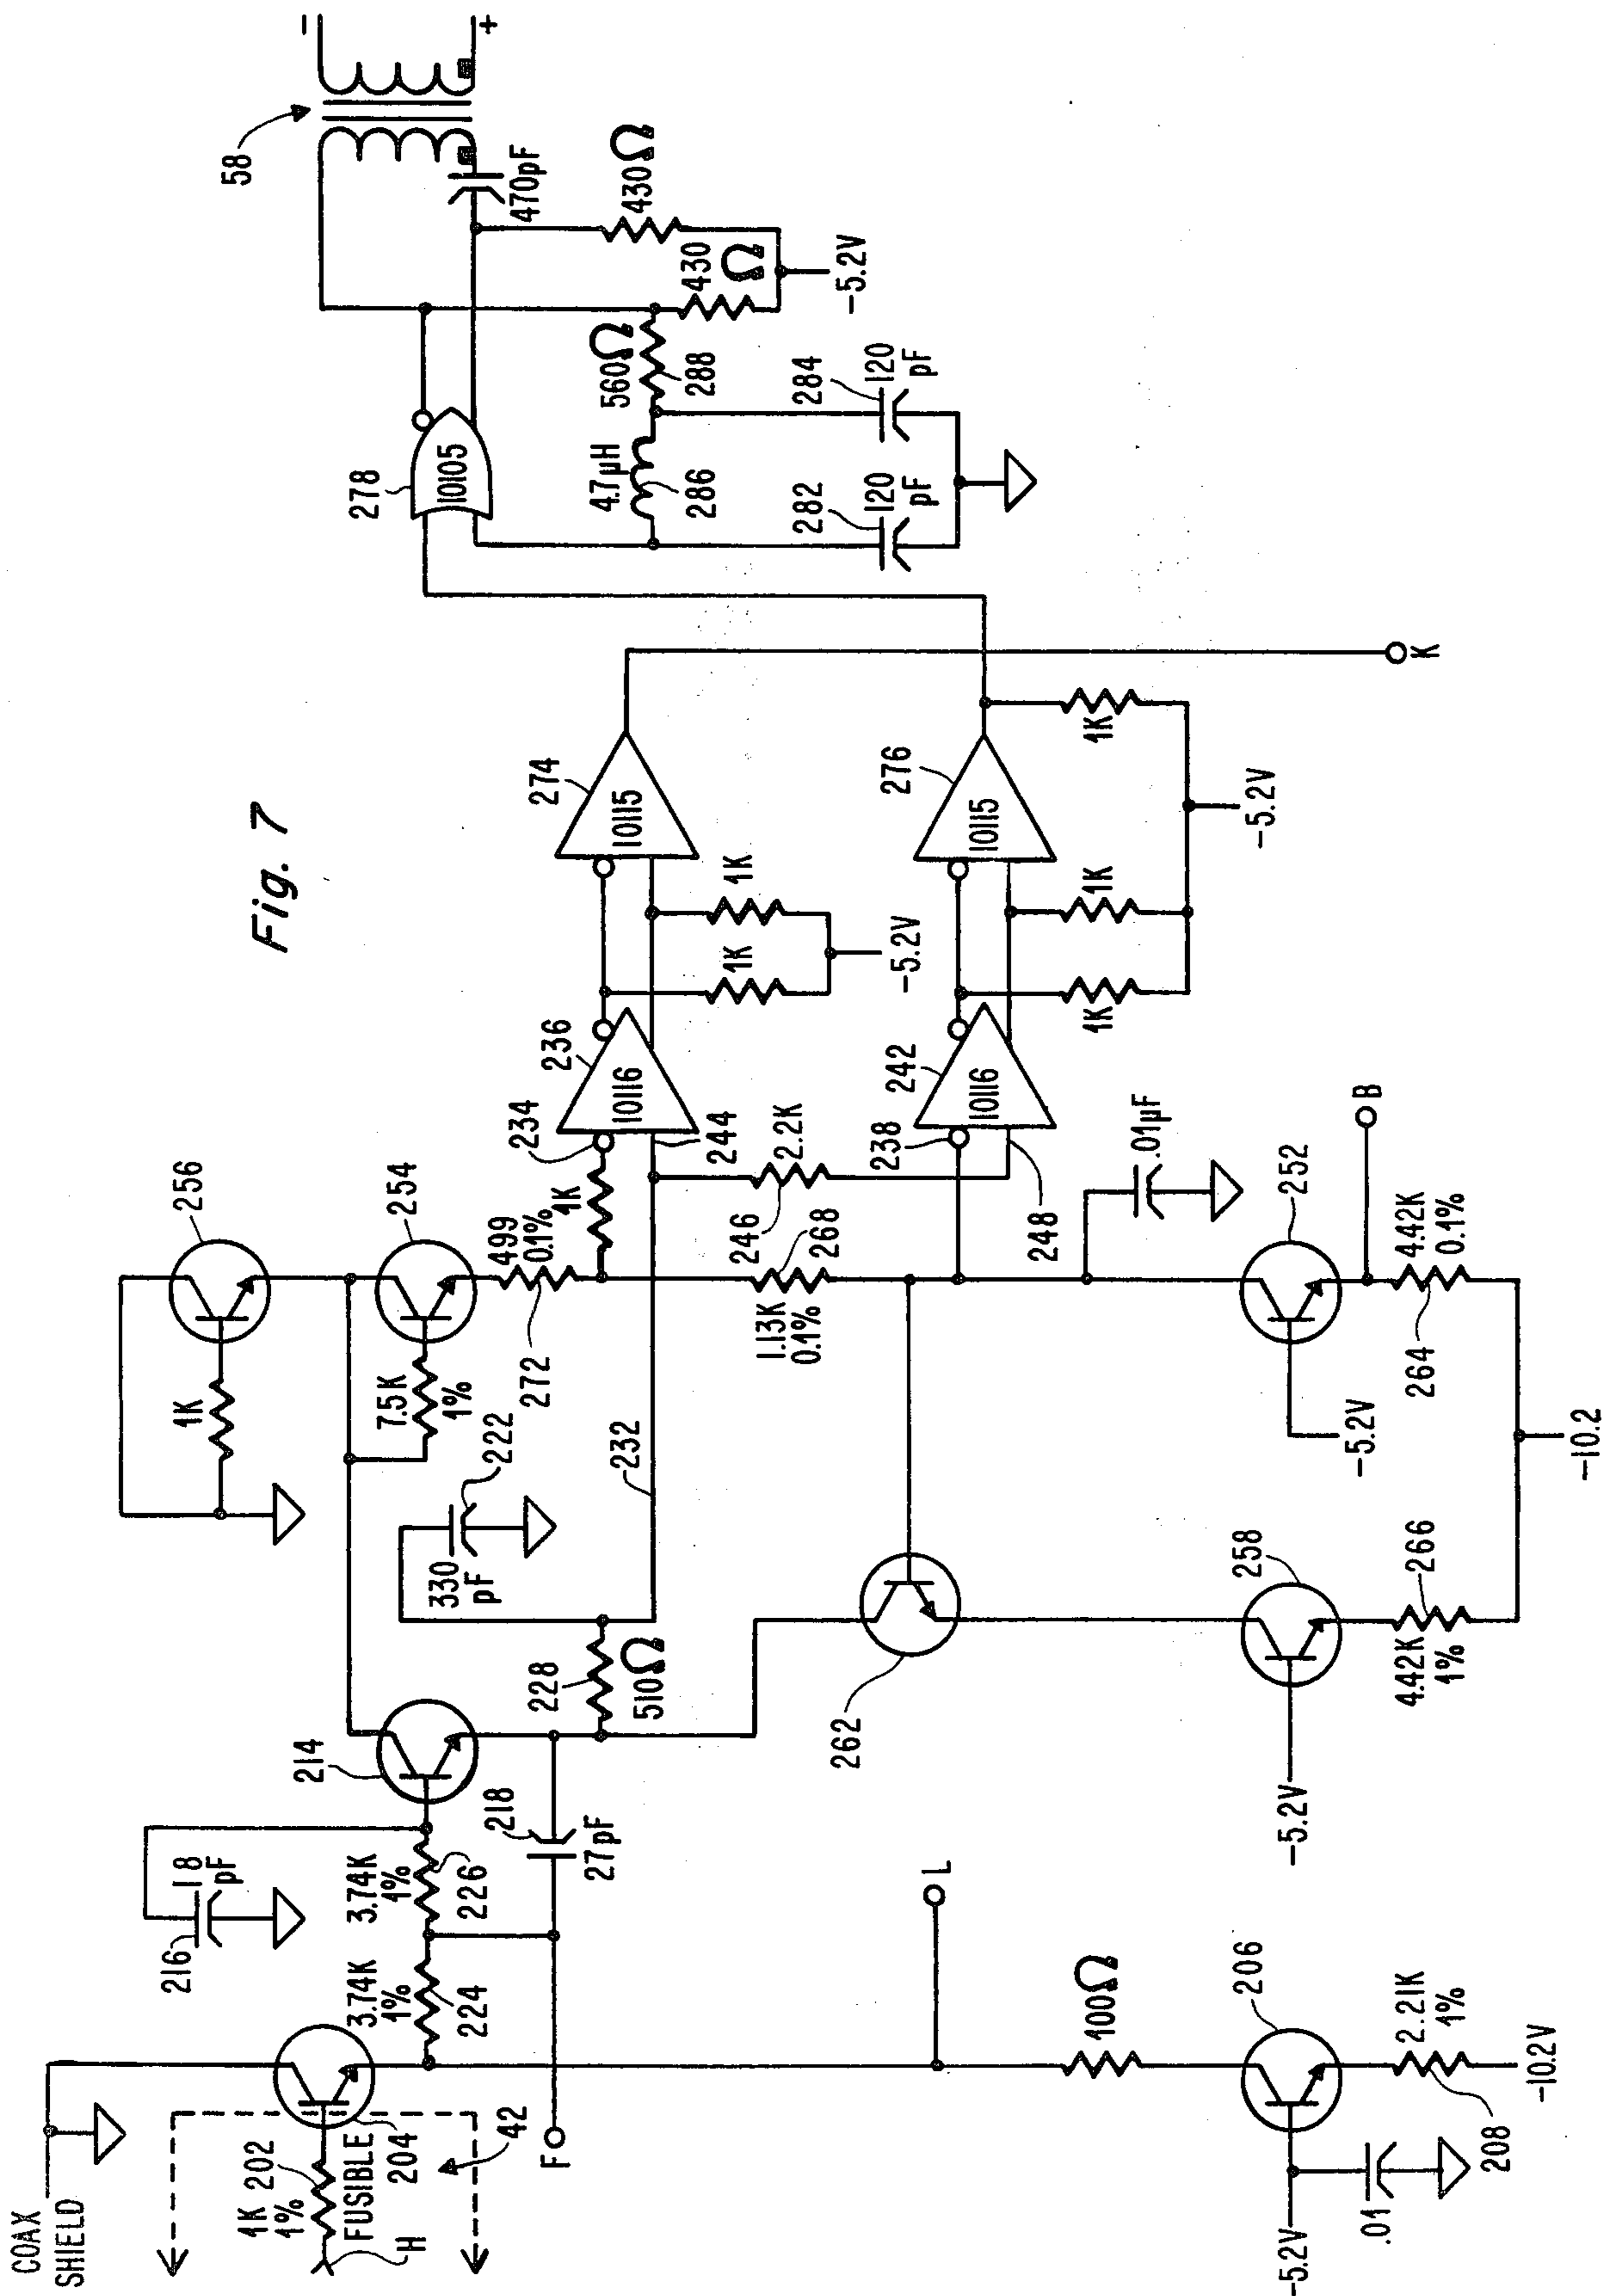 Fig. 7
COAX
SHIELD
1K
1%
202
FUSIBLE
204
H
42
F
216
18
pF
3.74K
1%
224
3.74K
1%
226
214
218
27pF
228
510Ω
330
pF
222
232
1K
256
254
7.5K
1%
499
0.1%
272
1K
234
236
10116
244
246
2.2K
268
1.13K
0.1%
238
242
10116
248
.01µF
252
B
4.42K
0.1%
264
-5.2V
-10.2
262
258
266
4.42K
1%
-5.2V
L
100Ω
206
2.21K
1%
208
-10.2V
-5.2V
.01
274
10115
1K
1K
-5.2V
276
10115
1K
1K
1K
-5.2V
K
278
10105
4.7µH
286
560Ω
288
282
120
pF
284
120
pF
430
Ω
430Ω
-5.2V
470pF
58
-
+